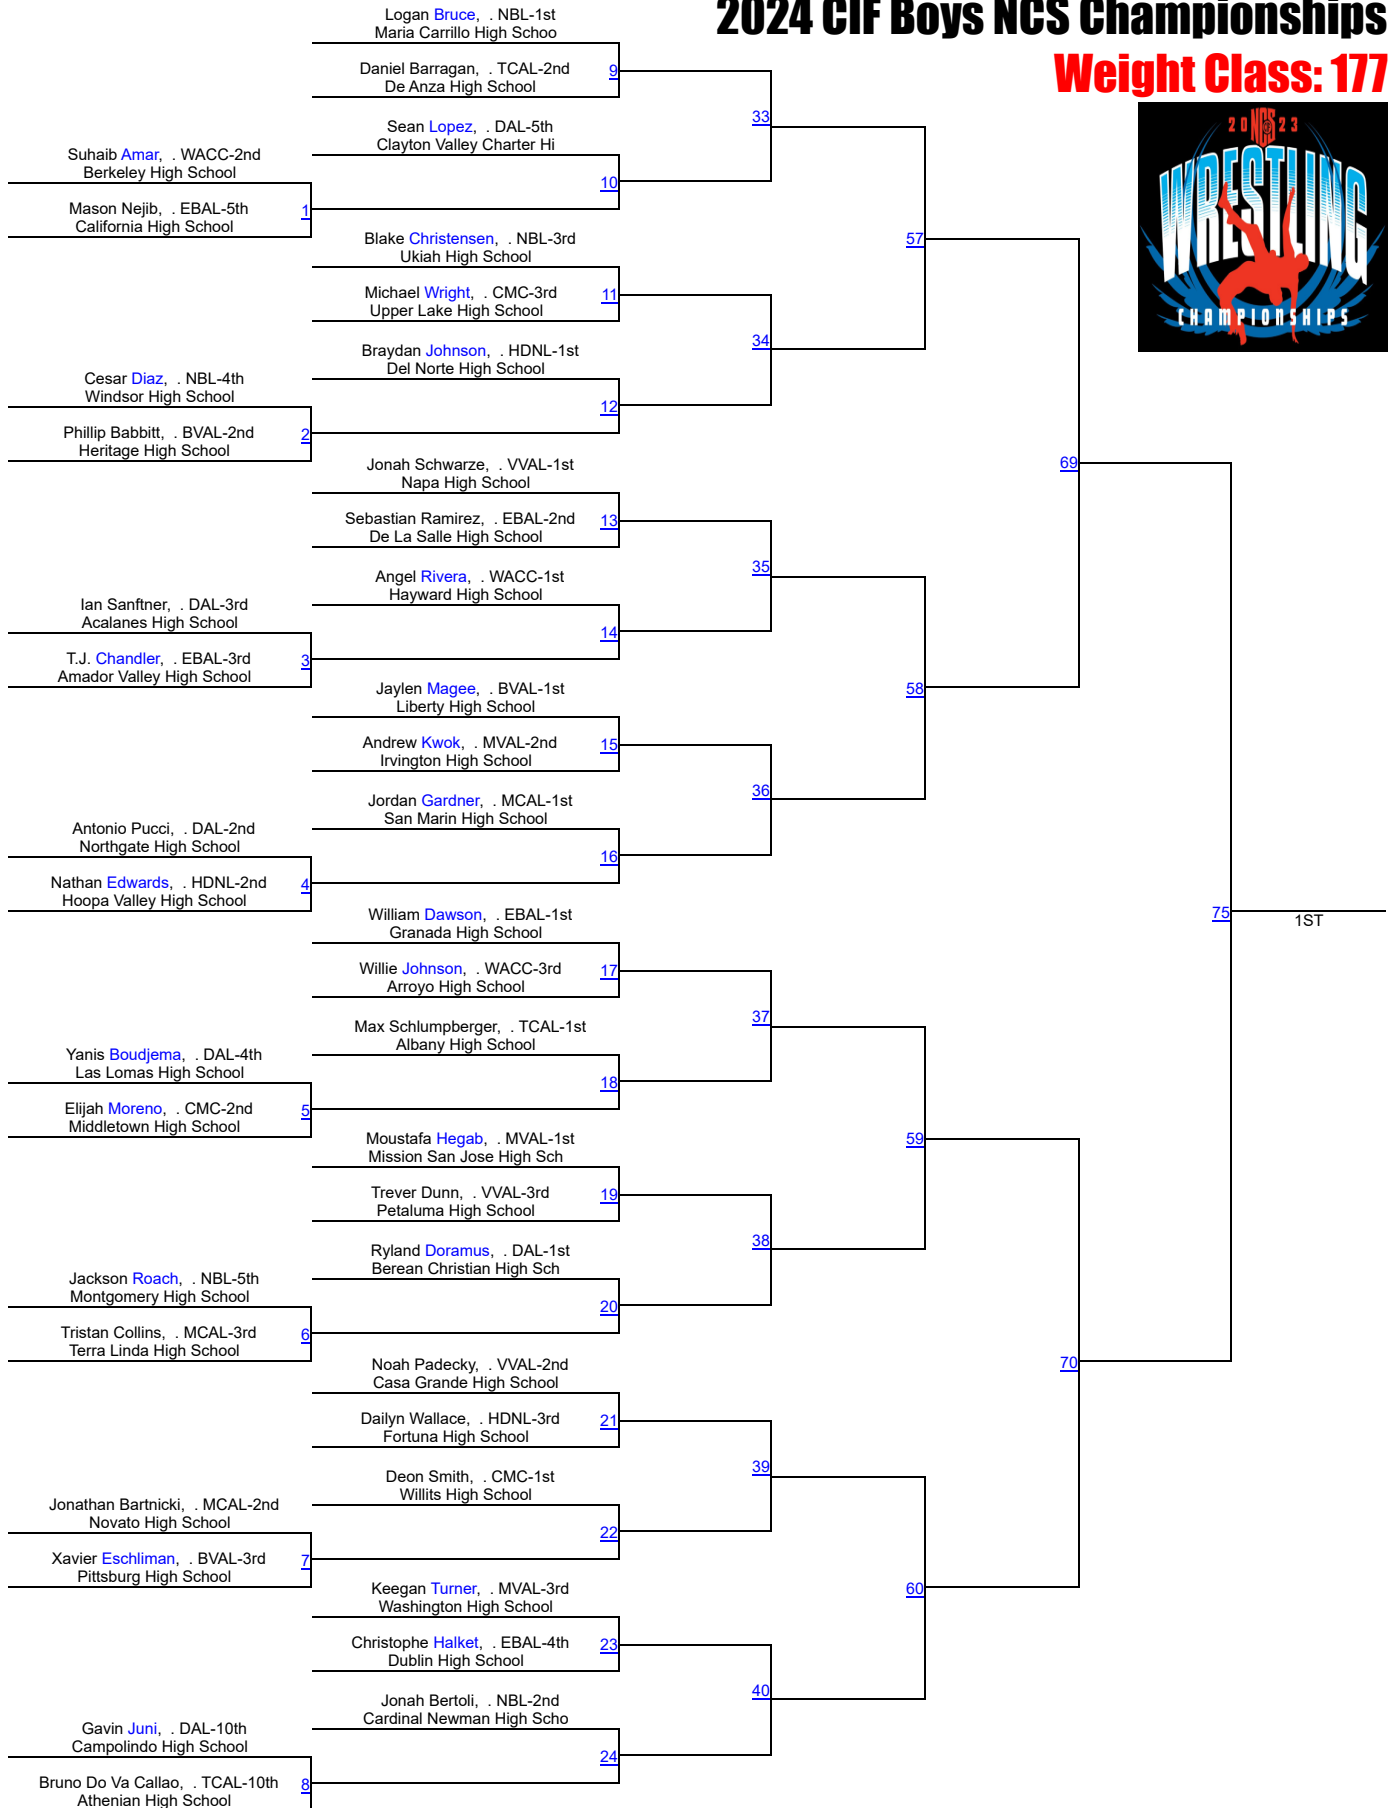 2024 CIF Boys NCS Championships
Weight Class: 177
20 NCS 23
WRESTLING
CHAMPIONSHIPS
Logan Bruce,  . NBL-1st
Maria Carrillo High Schoo
Daniel Barragan,  . TCAL-2nd
De Anza High School
9
Sean Lopez,  . DAL-5th
Clayton Valley Charter Hi
33
Suhaib Amar,  . WACC-2nd
Berkeley High School
10
Mason Nejib,  . EBAL-5th
California High School
1
Blake Christensen,  . NBL-3rd
Ukiah High School
57
Michael Wright,  . CMC-3rd
Upper Lake High School
11
Braydan Johnson,  . HDNL-1st
Del Norte High School
34
Cesar Diaz,  . NBL-4th
Windsor High School
12
Phillip Babbitt,  . BVAL-2nd
Heritage High School
2
Jonah Schwarze,  . VVAL-1st
Napa High School
69
Sebastian Ramirez,  . EBAL-2nd
De La Salle High School
13
Angel Rivera,  . WACC-1st
Hayward High School
35
Ian Sanftner,  . DAL-3rd
Acalanes High School
14
T.J. Chandler,  . EBAL-3rd
Amador Valley High School
3
Jaylen Magee,  . BVAL-1st
Liberty High School
58
Andrew Kwok,  . MVAL-2nd
Irvington High School
15
Jordan Gardner,  . MCAL-1st
San Marin High School
36
Antonio Pucci,  . DAL-2nd
Northgate High School
16
Nathan Edwards,  . HDNL-2nd
Hoopa Valley High School
4
William Dawson,  . EBAL-1st
Granada High School
75
1ST
Willie Johnson,  . WACC-3rd
Arroyo High School
17
Max Schlumpberger,  . TCAL-1st
Albany High School
37
Yanis Boudjema,  . DAL-4th
Las Lomas High School
18
Elijah Moreno,  . CMC-2nd
Middletown High School
5
Moustafa Hegab,  . MVAL-1st
Mission San Jose High Sch
59
Trever Dunn,  . VVAL-3rd
Petaluma High School
19
Ryland Doramus,  . DAL-1st
Berean Christian High Sch
38
Jackson Roach,  . NBL-5th
Montgomery High School
20
Tristan Collins,  . MCAL-3rd
Terra Linda High School
6
Noah Padecky,  . VVAL-2nd
Casa Grande High School
70
Dailyn Wallace,  . HDNL-3rd
Fortuna High School
21
Deon Smith,  . CMC-1st
Willits High School
39
Jonathan Bartnicki,  . MCAL-2nd
Novato High School
22
Xavier Eschliman,  . BVAL-3rd
Pittsburg High School
7
Keegan Turner,  . MVAL-3rd
Washington High School
60
Christophe Halket,  . EBAL-4th
Dublin High School
23
Jonah Bertoli,  . NBL-2nd
Cardinal Newman High Scho
40
Gavin Juni,  . DAL-10th
Campolindo High School
24
Bruno Do Va Callao,  . TCAL-10th
Athenian High School
8